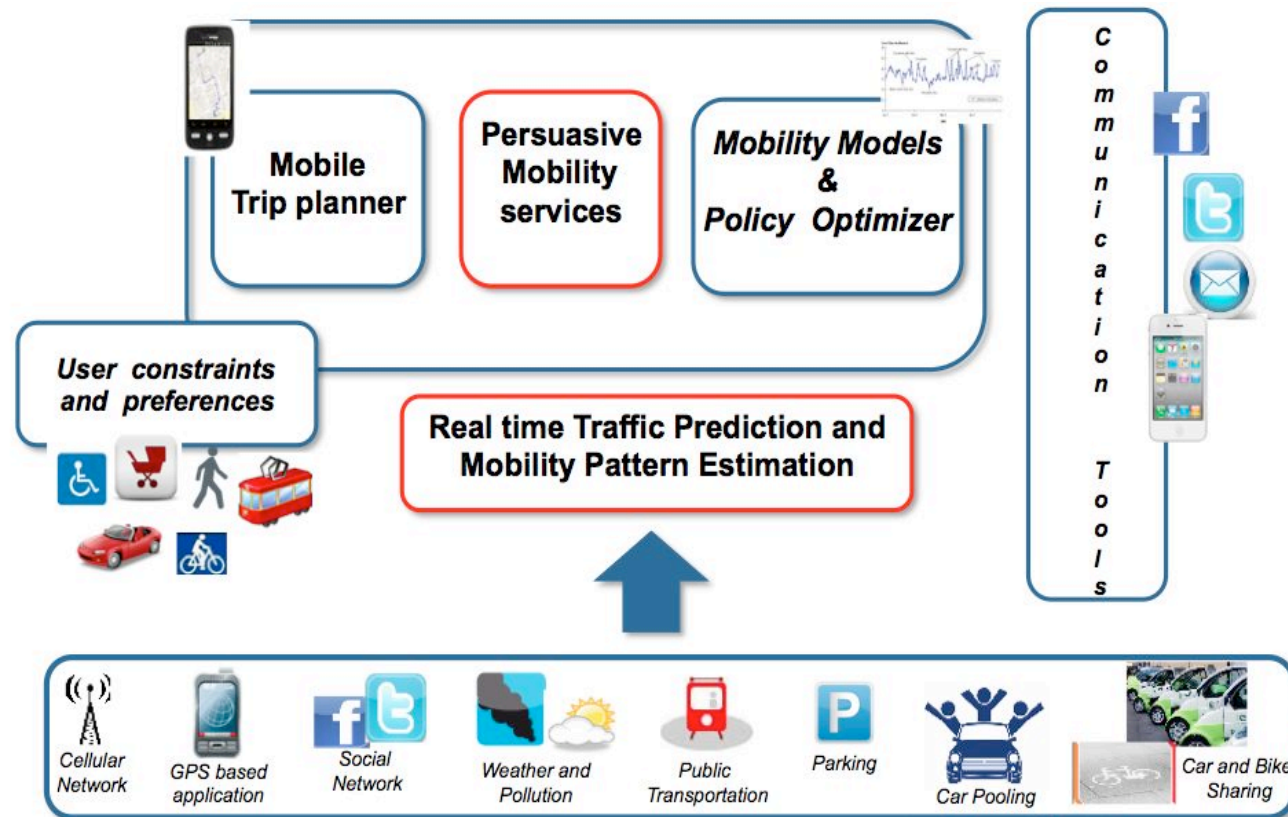 Mobile
Trip planner
Persuasive
Mobility
services
Mobility Models
&
Policy Optimizer
Communication Tools
User constraints
and preferences
Real time Traffic Prediction and
Mobility Pattern Estimation
f
t
f
t
P
Cellular
Network
GPS based
application
Social
Network
Weather and
Pollution
Public
Transportation
Parking
Car Pooling
Car and Bike
Sharing